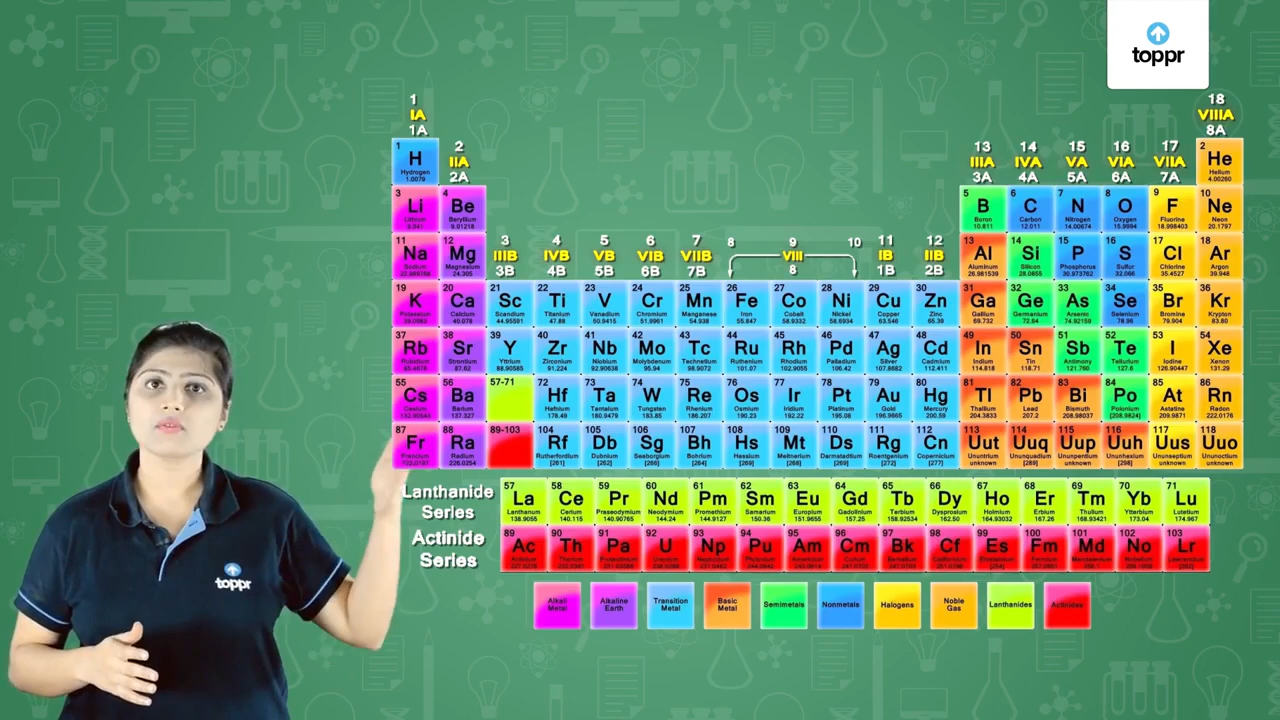 toppr
1
IA
1A
18
VIIIA
8A
2
IIA
2A
13 14 15 16 17
IIIA IVA VA VIA VIIA
3A 4A 5A 6A 7A
3 4 5 6 7 8 9 10 11 12
IIIB IVB VB VIB VIIB VIII IB IIB
3B 4B 5B 6B 7B 8 1B 2B
1 2
H He
Hydrogen Helium
1.0079 4.00260
3 4 5 6 7 8 9 10
Li Be B C N O F Ne
Lithium Beryllium Boron Carbon Nitrogen Oxygen Fluorine Neon
9.01218 10.811 12.011 14.00674 15.9994 18.998403 20.1797
11 12 13 14 15 16 17 18
Na Mg Al Si P S Cl Ar
Sodium Magnesium Aluminum Silicon Phosphorus Sulfur Chlorine Argon
24.305 26.981539 28.0855 30.973762 32.066 35.4527 39.948
19 20 21 22 23 24 25 26 27 28 29 30 31 32 33 34 35 36
K Ca Sc Ti V Cr Mn Fe Co Ni Cu Zn Ga Ge As Se Br Kr
Potassium Calcium Scandium Titanium Vanadium Chromium Manganese Iron Cobalt Nickel Copper Zinc Gallium Germanium Arsenic Selenium Bromine Krypton
39.0983 40.078 44.95591 47.88 50.9415 51.9961 54.938 55.847 58.9332 58.6934 63.546 65.39 69.732 72.64 74.92159 78.96 79.904 83.80
37 38 39 40 41 42 43 44 45 46 47 48 49 50 51 52 53 54
Rb Sr Y Zr Nb Mo Tc Ru Rh Pd Ag Cd In Sn Sb Te I Xe
Rubidium Strontium Yttrium Zirconium Niobium Molybdenum Technetium Ruthenium Rhodium Palladium Silver Cadmium Indium Tin Antimony Tellurium Iodine Xenon
85.4678 87.62 88.90585 91.224 92.90638 95.94 98.9072 101.07 102.9055 106.42 107.8682 112.411 114.818 118.71 121.760 127.6 126.90447 131.29
55 56 57-71 72 73 74 75 76 77 78 79 80 81 82 83 84 85 86
Cs Ba Hf Ta W Re Os Ir Pt Au Hg Tl Pb Bi Po At Rn
Cesium Barium Hafnium Tantalum Tungsten Rhenium Osmium Iridium Platinum Gold Mercury Thallium Lead Bismuth Polonium Astatine Radon
132.90543 137.327 178.49 180.9479 183.85 186.207 190.23 192.22 195.08 196.9665 200.59 204.3833 207.2 208.98037 [208.9824] 209.9871 222.0176
87 88 89-103 104 105 106 107 108 109 110 111 112 113 114 115 116 117 118
Fr Ra Rf Db Sg Bh Hs Mt Ds Rg Cn Uut Uuq Uup Uuh Uus Uuo
Francium Radium Rutherfordium Dubnium Seaborgium Bohrium Hassium Meitnerium Darmstadtium Roentgenium Copernicium Ununtrium Ununquadium Ununpentium Ununhexium Ununseptium Ununoctium
226.0254 [261] [262] [266] [264] [269] [268] [269] [272] [277] unknown [289] unknown [298] unknown unknown
Lanthanide
Series
57 58 59 60 61 62 63 64 65 66 67 68 69 70 71
La Ce Pr Nd Pm Sm Eu Gd Tb Dy Ho Er Tm Yb Lu
Lanthanum Cerium Praseodymium Neodymium Promethium Samarium Europium Gadolinium Terbium Dysprosium Holmium Erbium Thulium Ytterbium Lutetium
138.9055 140.115 140.90765 144.24 144.9127 150.36 151.9655 157.25 158.92534 162.50 164.93032 167.26 168.93421 173.04 174.967
Actinide
Series
89 90 91 92 93 94 95 96 97 98 99 100 101 102 103
Ac Th Pa U Np Pu Am Cm Bk Cf Es Fm Md No Lr
Alkali
Metal
Alkaline
Earth
Transition
Metal
Basic
Metal
Semimetals
Nonmetals
Halogens
Noble
Gas
Lanthanides
Actinides
toppr